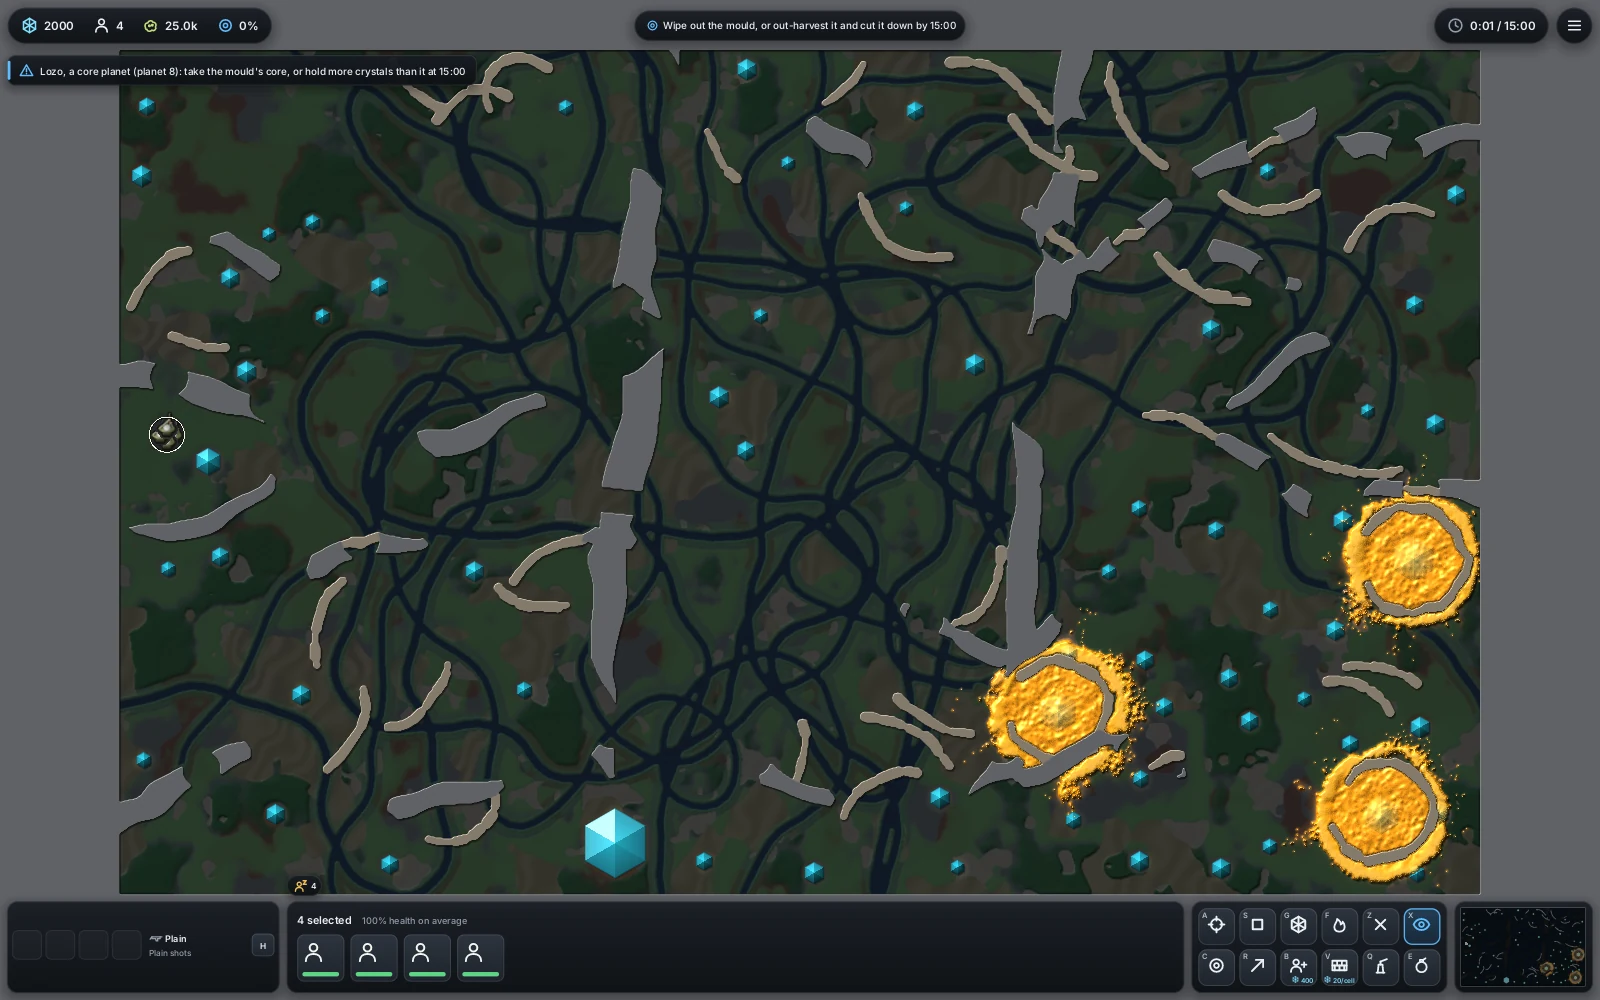 2000
4
25.0k
0%
Wipe out the mould, or out-harvest it and cut it down by 15:00
0:01 / 15:00
Lozo, a core planet (planet 8): take the mould's core, or hold more crystals than it at 15:00
4
Plain
Plain shots
H
4 selected
100% health on average
A
S
G
F
Z
X
C
R
B
400
V
20/cell
Q
E